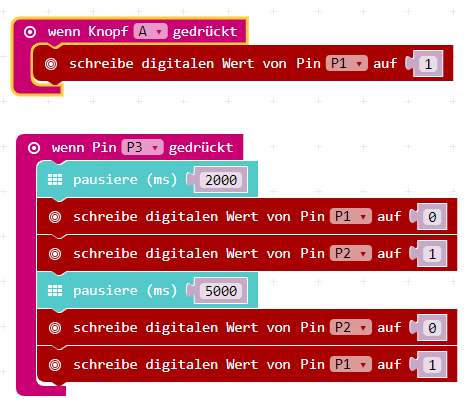 wenn Knopf A gedrückt
schreibe digitalen Wert von Pin P1 auf 1
wenn Pin P3 gedrückt
pausiere (ms) 2000
schreibe digitalen Wert von Pin P1 auf 0
schreibe digitalen Wert von Pin P2 auf 1
pausiere (ms) 5000
schreibe digitalen Wert von Pin P2 auf 0
schreibe digitalen Wert von Pin P1 auf 1